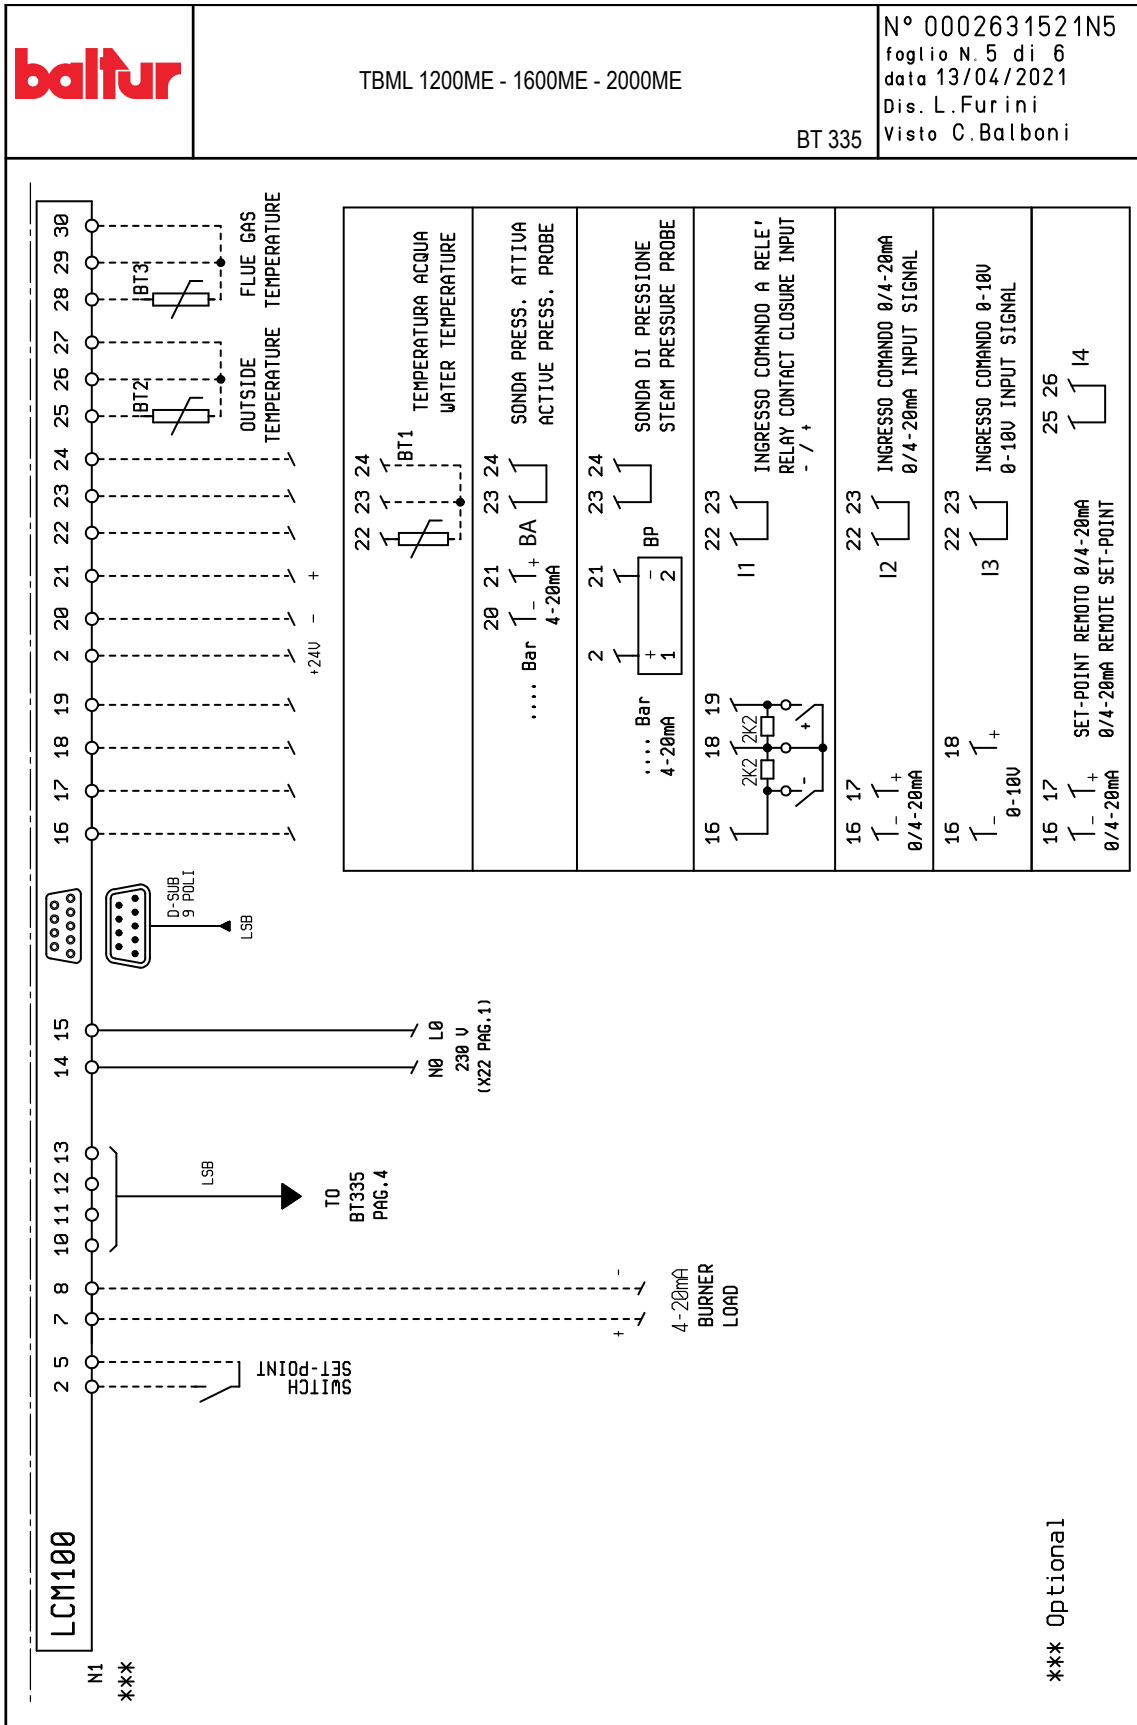 baltur
TBML 1200ME - 1600ME - 2000ME
BT 335
N° 0002631521N5
foglio N. 5 di 6
data 13/04/2021
Dis. L.Furini
Visto C.Balboni
LCM100
N1
***
2 5 7 8 10 11 12 13 14 15 16 17 18 19 2 20 21 22 23 24 25 26 27 28 29 30
SWITCH
SET-POINT
+ -
4-20mA
BURNER
LOAD
LSB
TO
BT335
PAG.4
N0 L0
230 V
(X22 PAG.1)
D-SUB
9 POLI
LSB
+24V - +
BT2
OUTSIDE
TEMPERATURE
BT3
FLUE GAS
TEMPERATURE
22 23 24
BT1
TEMPERATURA ACQUA
WATER TEMPERATURE
.... Bar
20 21
- +
4-20mA
BA
23 24
SONDA PRESS. ATTIVA
ACTIVE PRESS. PROBE
.... Bar
4-20mA
2 21
+ -
1 2
BP
23 24
SONDA DI PRESSIONE
STEAM PRESSURE PROBE
16 18 19
2K2 2K2
- +
I1
22 23
INGRESSO COMANDO A RELE'
RELAY CONTACT CLOSURE INPUT
- / +
16 17
- +
0/4-20mA
I2
22 23
INGRESSO COMANDO 0/4-20mA
0/4-20mA INPUT SIGNAL
16 18
- +
0-10V
I3
22 23
INGRESSO COMANDO 0-10V
0-10V INPUT SIGNAL
16 17
- +
0/4-20mA
SET-POINT REMOTO 0/4-20mA
0/4-20mA REMOTE SET-POINT
25 26
I4
*** Optional